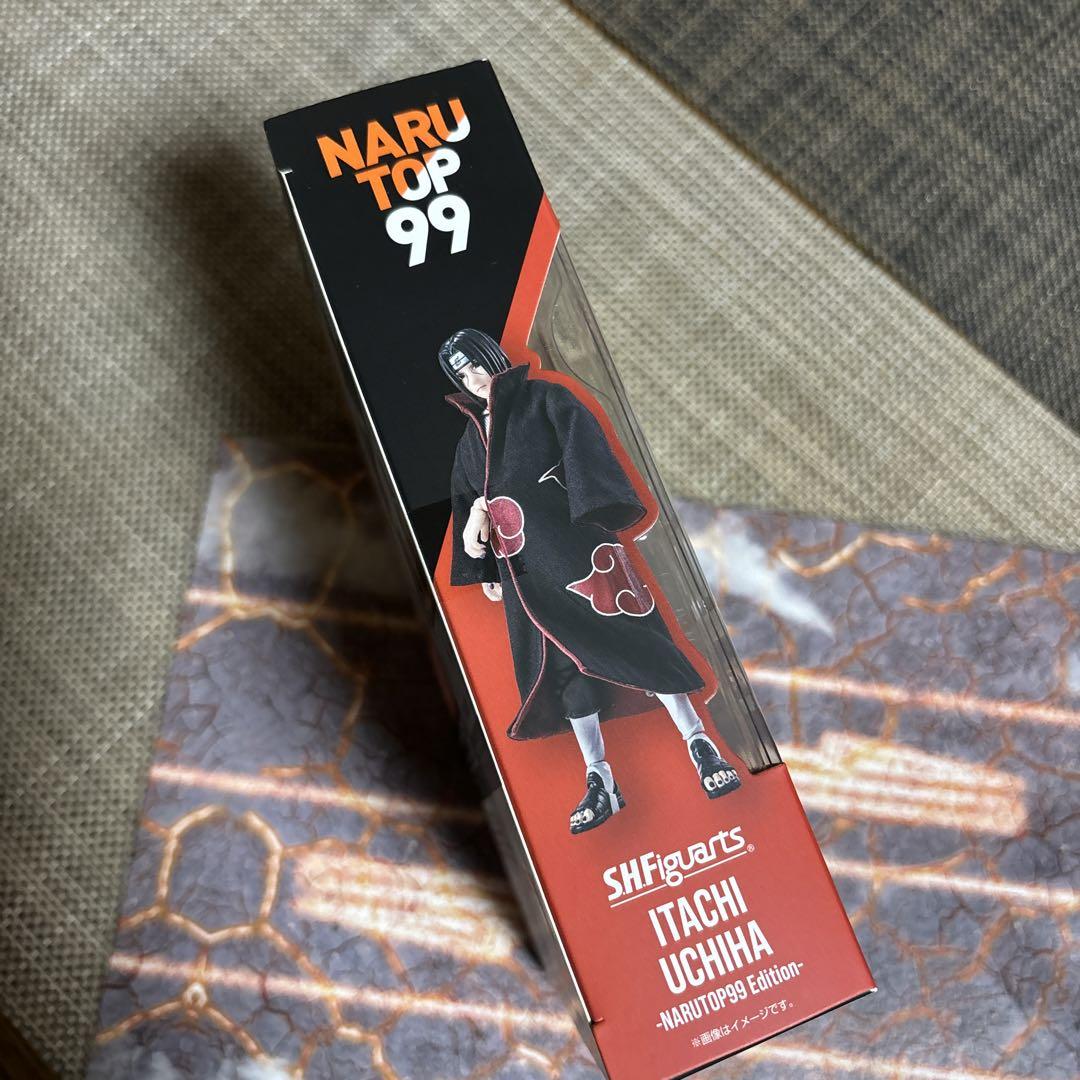 NARU
TOP
99
S.H.Figuarts®
ITACHI
UCHIHA
-NARUTOP99 Edition-
※画像はイメージです。